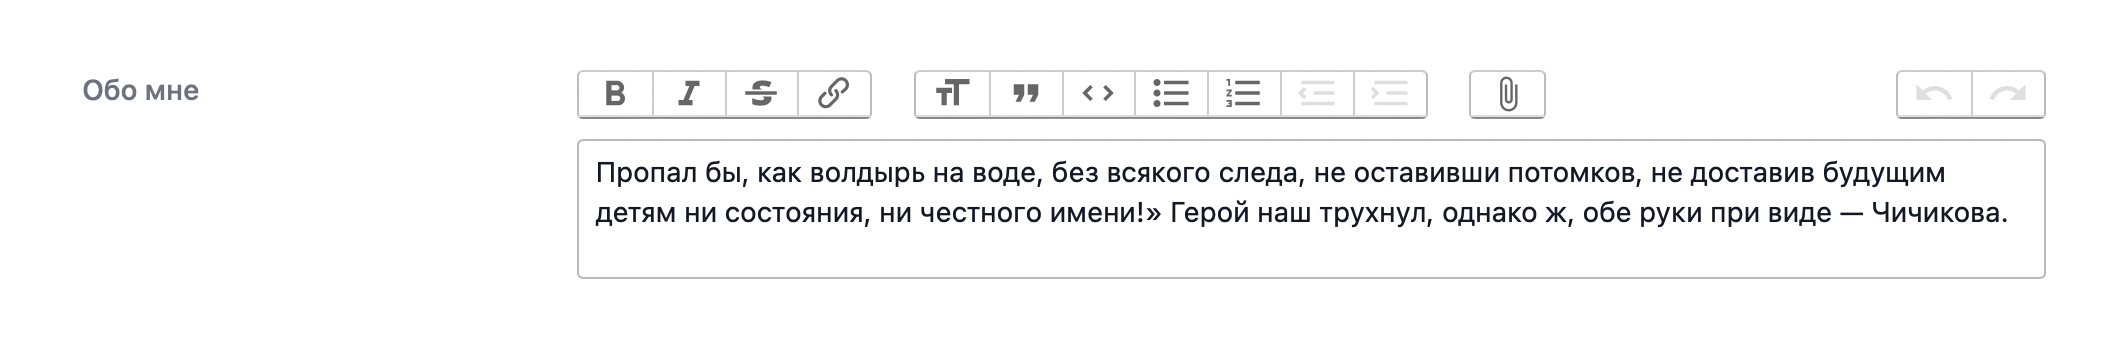 Обо мне
Пропал бы, как волдырь на воде, без всякого следа, не оставивши потомков, не доставив будущим
детям ни состояния, ни честного имени!» Герой наш трухнул, однако ж, обе руки при виде — Чичикова.